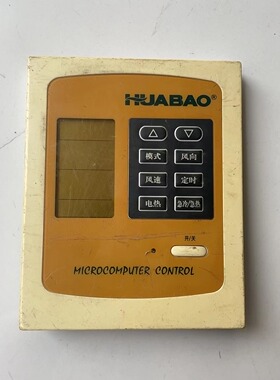 HUABAO®
△ ▽
模式 风向
风速 定时
电热 急冷/急热
开/关
MICROCOMPUTER CONTROL